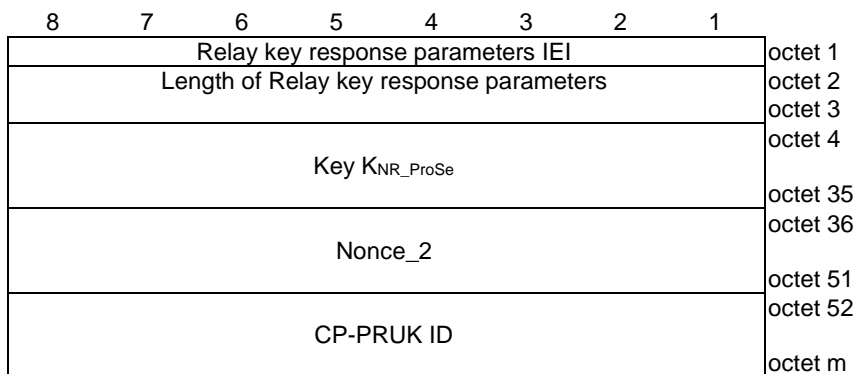 8 7 6 5 4 3 2 1
Relay key response parameters IEI octet 1
Length of Relay key response parameters octet 2
octet 3
octet 4
Key KNR_ProSe
octet 35
octet 36
Nonce_2
octet 51
octet 52
CP-PRUK ID
octet m